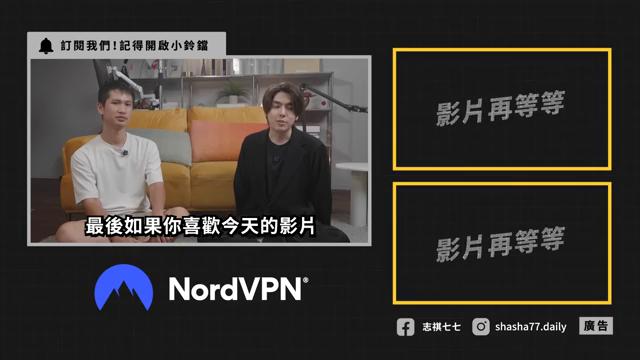 訂閱我們!記得開啟小鈴鐺
影片再等等
最後如果你喜歡今天的影片
影片再等等
NordVPN®
志祺七七
shasha77.daily
廣告